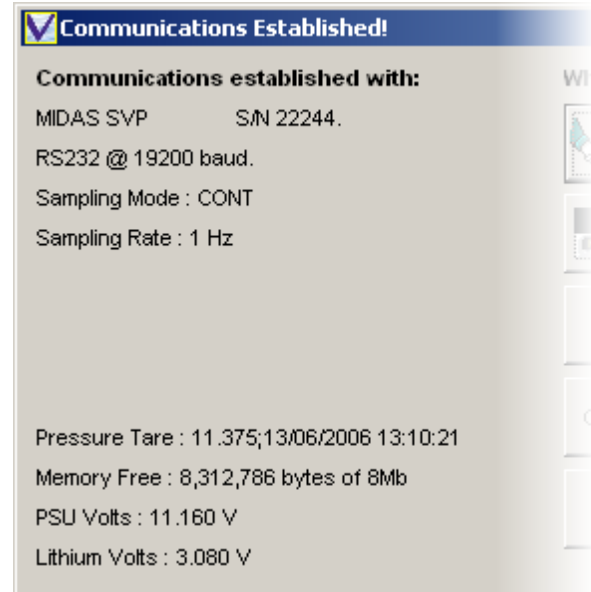 Communications Established!
Communications established with:
MIDAS SVP S/N 22244.
RS232 @ 19200 baud.
Sampling Mode : CONT
Sampling Rate : 1 Hz
Pressure Tare : 11.375;13/06/2006 13:10:21
Memory Free : 8,312,786 bytes of 8Mb
PSU Volts : 11.160 V
Lithium Volts : 3.080 V